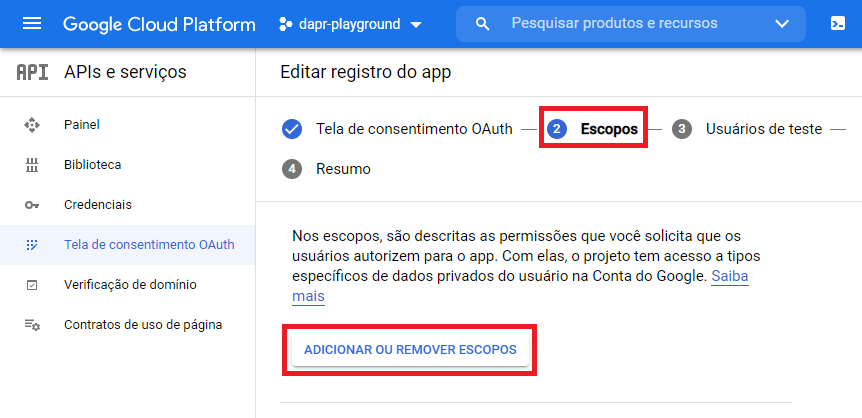 Google Cloud Platform
dapr-playground
Pesquisar produtos e recursos
API
APIs e serviços
Editar registro do app
Painel
Biblioteca
Credenciais
Tela de consentimento OAuth
Verificação de domínio
Contratos de uso de página
Tela de consentimento OAuth
2 Escopos
3 Usuários de teste
4 Resumo
Nos escopos, são descritas as permissões que você solicita que os
usuários autorizem para o app. Com elas, o projeto tem acesso a tipos
específicos de dados privados do usuário na Conta do Google. Saiba
mais
ADICIONAR OU REMOVER ESCOPOS